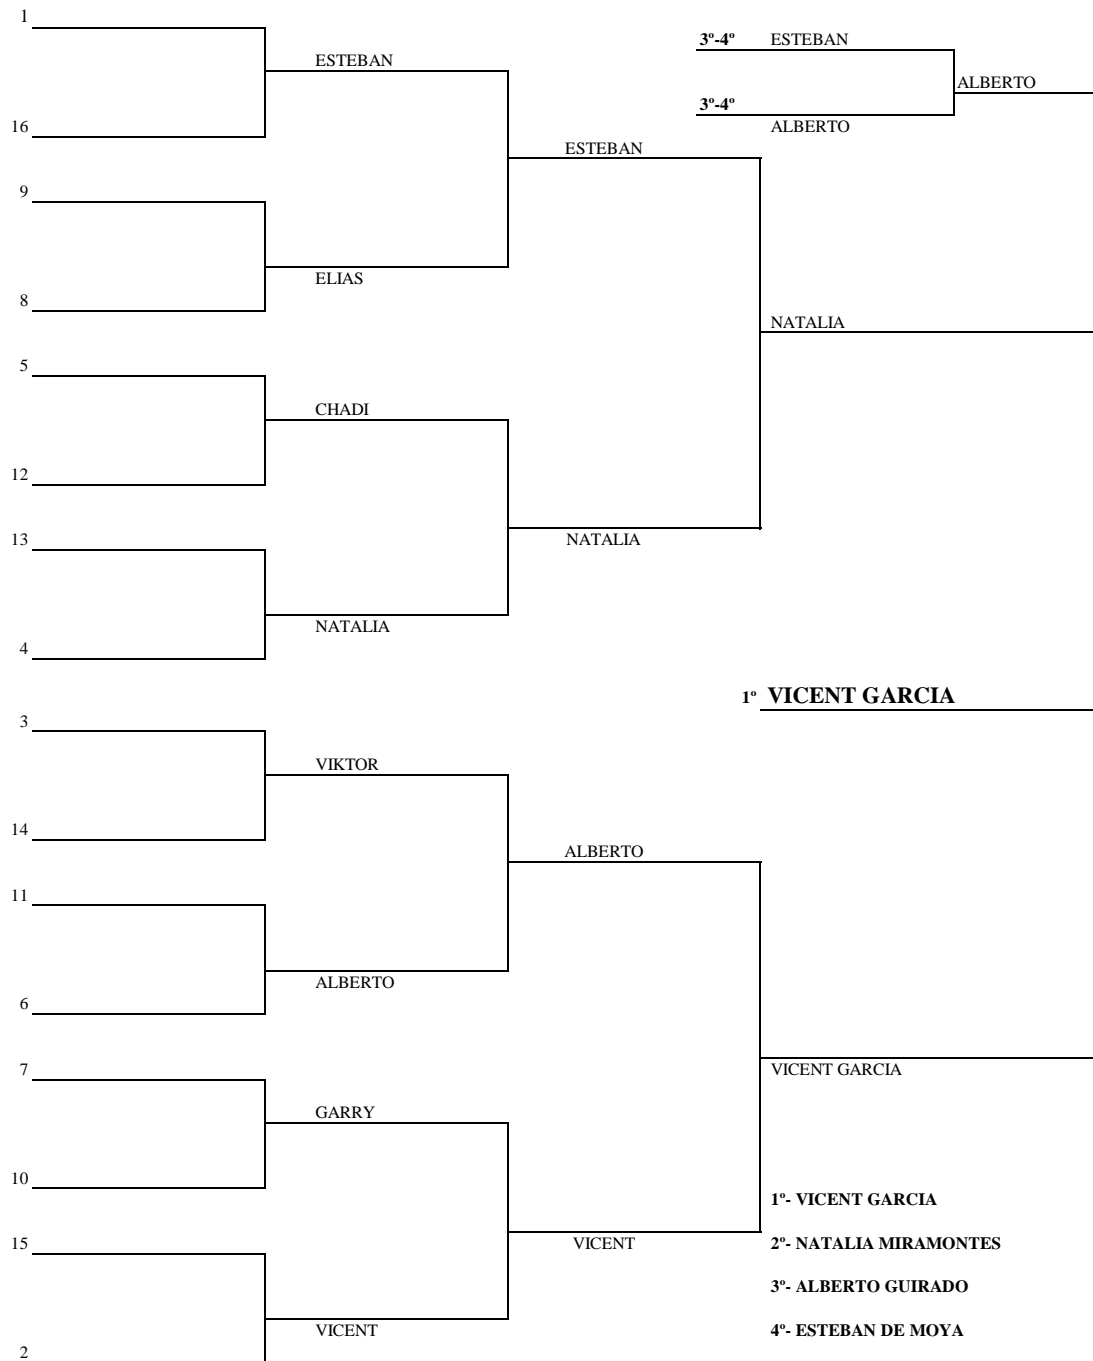 1
3º-4º ESTEBAN
ESTEBAN
ALBERTO
3º-4º
16
ALBERTO
ESTEBAN
9
ELIAS
8
NATALIA
5
CHADI
12
13
NATALIA
NATALIA
4
1º VICENT GARCIA
3
VIKTOR
14
ALBERTO
11
ALBERTO
6
7
VICENT GARCIA
GARRY
10
1º- VICENT GARCIA
15
VICENT
2º- NATALIA MIRAMONTES
3º- ALBERTO GUIRADO
VICENT
4º- ESTEBAN DE MOYA
2